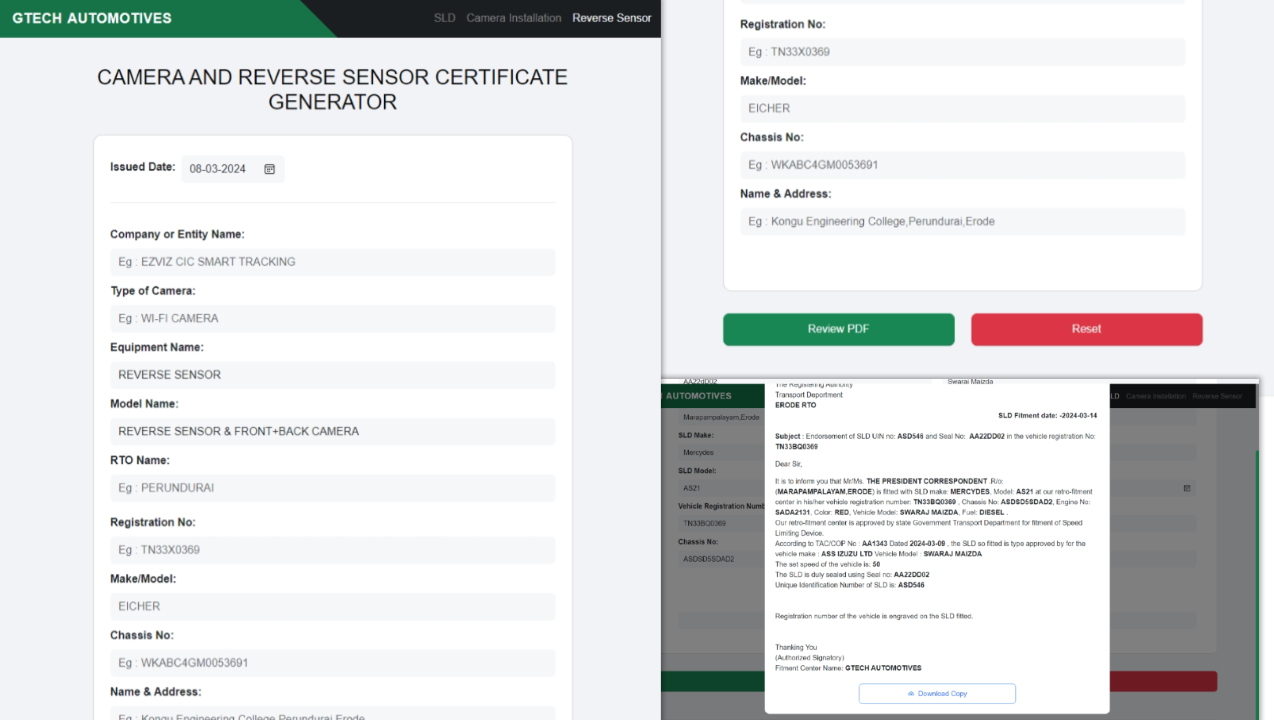 GTECH AUTOMOTIVES
SLD Camera Installation Reverse Sensor
CAMERA AND REVERSE SENSOR CERTIFICATE
GENERATOR
Issued Date: 08-03-2024
Company or Entity Name:
Eg : EZVIZ CIC SMART TRACKING
Type of Camera:
Eg : WI-FI CAMERA
Equipment Name:
REVERSE SENSOR
Model Name:
REVERSE SENSOR & FRONT+BACK CAMERA
RTO Name:
Eg : PERUNDURAI
Registration No:
Eg : TN33X0369
Make/Model:
EICHER
Chassis No:
Eg : WKABC4GM0053691
Name & Address:
Eg : Kongu Engineering College,Perundurai,Erode
Registration No:
Eg : TN33X0369
Make/Model:
EICHER
Chassis No:
Eg : WKABC4GM0053691
Name & Address:
Eg : Kongu Engineering College,Perundurai,Erode
Review PDF
Reset
AA22dD02
Swaraj Maizda
AUTOMOTIVES
LD Camera Installation Reverse Sensor
Marapampalayam,Erode
SLD Make:
Mercydes
SLD Model:
AS21
Vehicle Registration Numb
TN33BQ0369
Chassis No:
ASDSD5SDAD2
The Registering Authority
Transport Department
ERODE RTO
SLD Fitment date: -2024-03-14
Subject : Endorsement of SLD UIN no: ASD546 and Seal No: AA22DD02 in the vehicle registration No:
TN33BQ0369
Dear Sir,
It is to inform you that Mr/Ms. THE PRESIDENT CORRESPONDENT .R/o:
(MARAPAMPALAYAM,ERODE) is fitted with SLD make: MERCYDES, Model: AS21 at our retro-fitment
center in his/her vehicle registration number: TN33BQ0369 , Chassis No: ASDSD5SDAD2, Engine No:
SADA2131, Color: RED, Vehicle Model: SWARAJ MAIZDA, Fuel: DIESEL .
Our retro-fitment center is approved by state Government Transport Department for fitment of Speed
Limiting Device.
According to TAC/COP No : AA1343 Dated 2024-03-09 , the SLD so fitted is type approved by for the
vehicle make : ASS IZUZU LTD Vehicle Model : SWARAJ MAIZDA
The set speed of the vehicle is: 50
The SLD is duly sealed using Seal no: AA22DD02
Unique Identification Number of SLD is: ASD546
Registration number of the vehicle is engraved on the SLD fitted.
Thanking You
(Authorized Signatory)
Fitment Center Name: GTECH AUTOMOTIVES
Download Copy